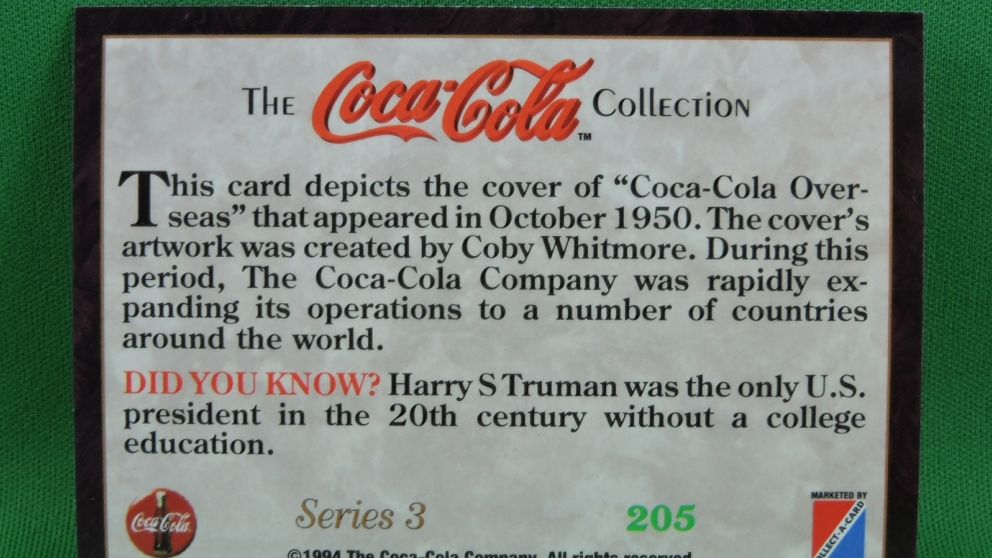 The Coca-Cola™ Collection
This card depicts the cover of “Coca-Cola Over-
seas” that appeared in October 1950. The cover's
artwork was created by Coby Whitmore. During this
period, The Coca-Cola Company was rapidly ex-
panding its operations to a number of countries
around the world.
DID YOU KNOW? Harry S Truman was the only U.S.
president in the 20th century without a college
education.
MARKETED BY
Coca-Cola
Series 3
205
COLLECT-A-CARD
©1994 The Coca-Cola Company. All rights reserved